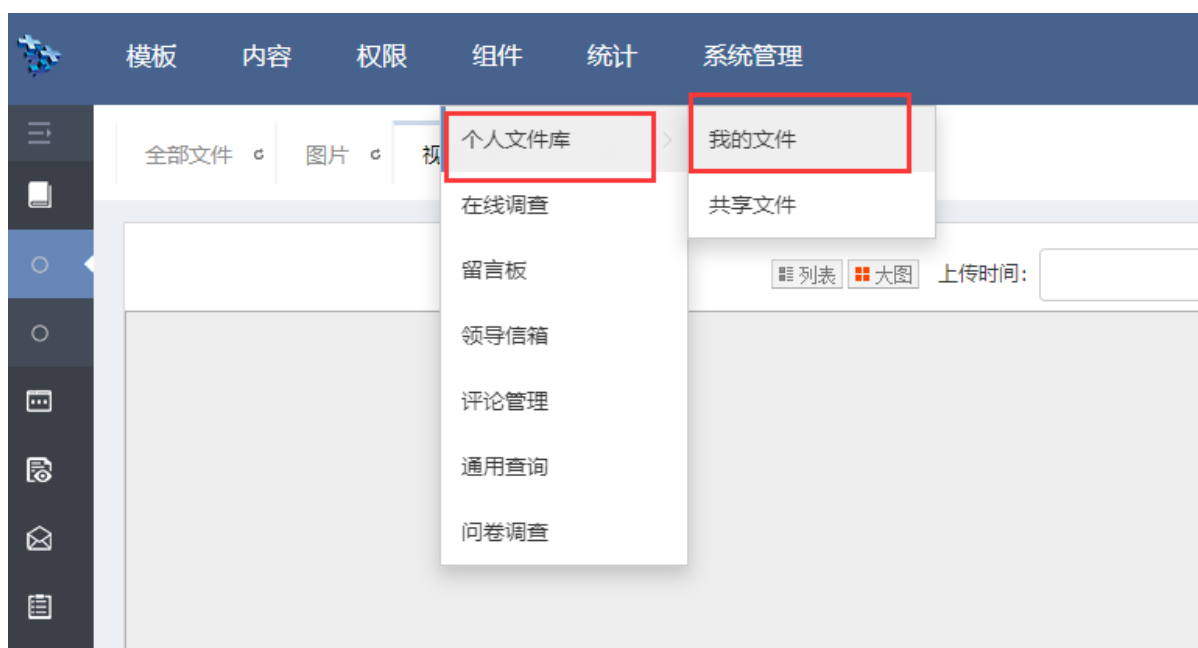 模板 内容 权限 组件 统计 系统管理
全部文件 图片 视
个人文件库
我的文件
在线调查
共享文件
留言板
列表 大图 上传时间:
领导信箱
评论管理
通用查询
问卷调查